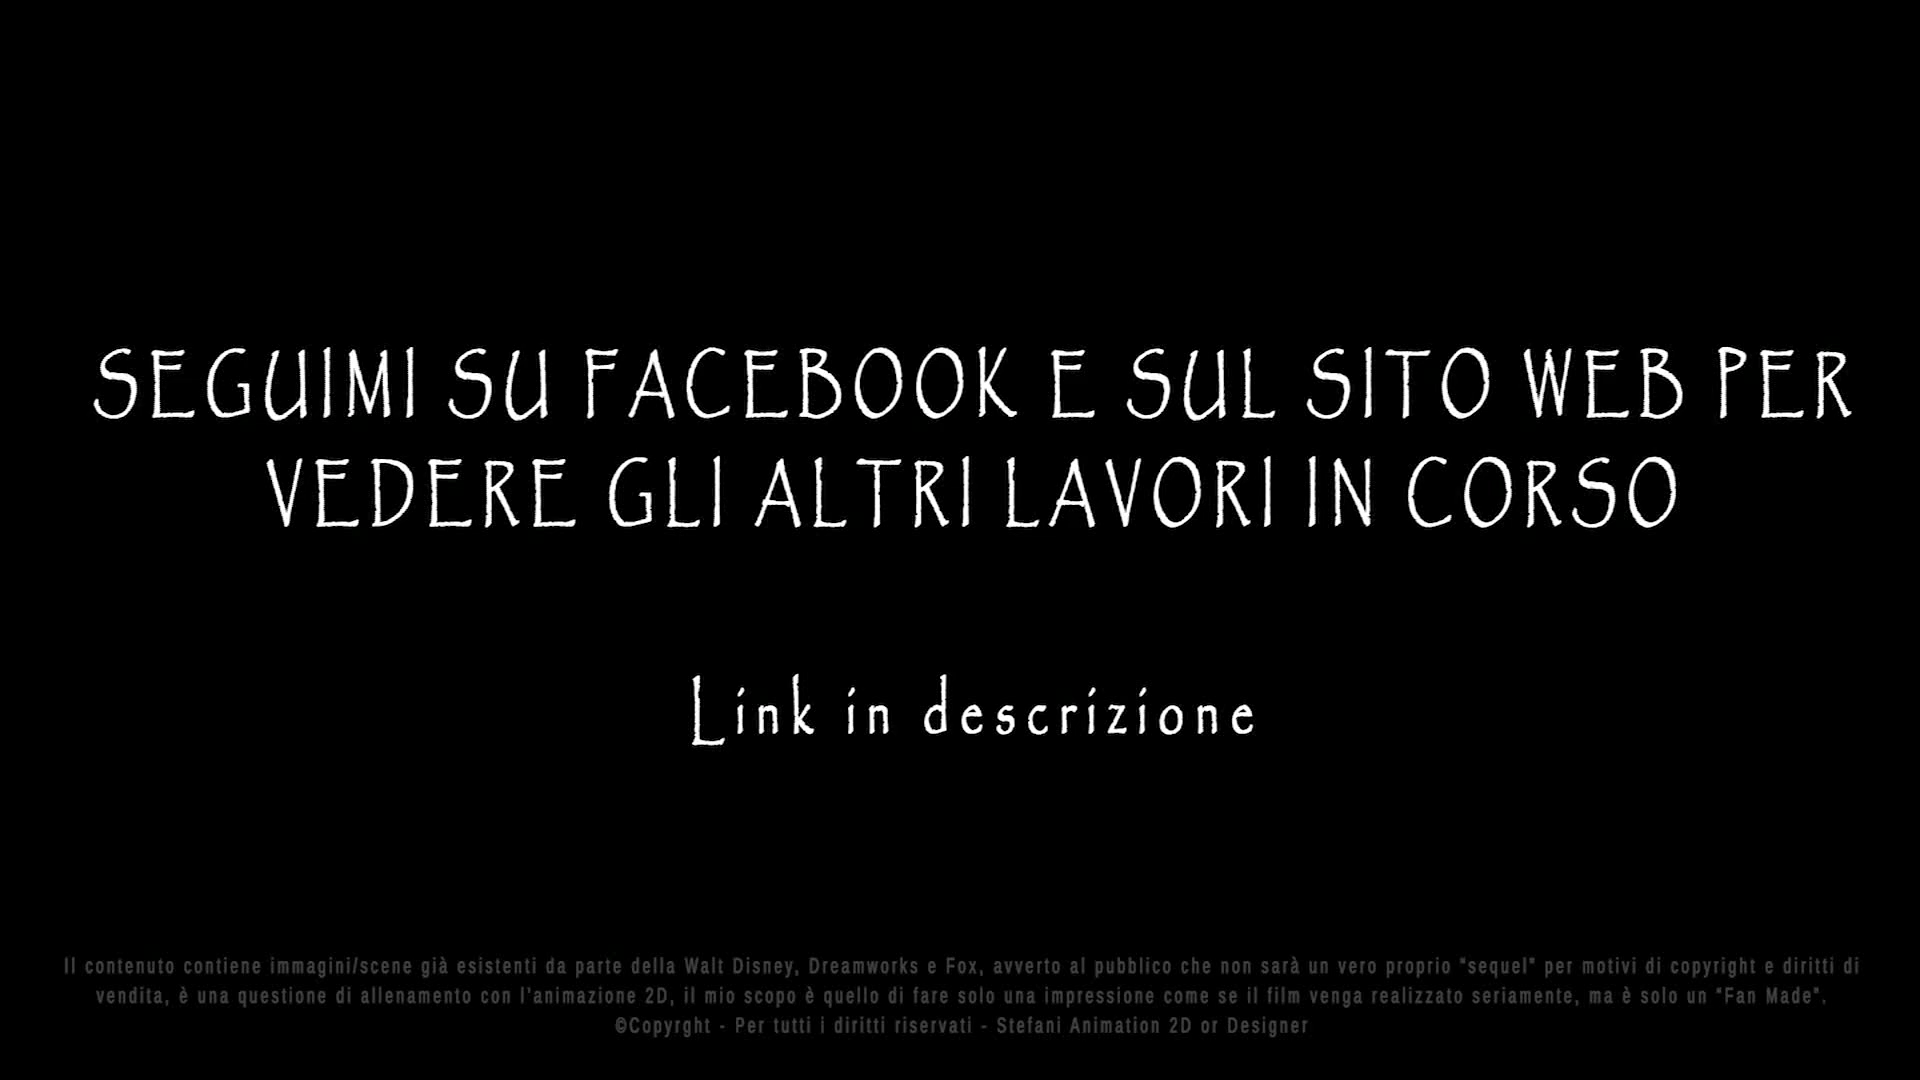 SEGUIMI SU FACEBOOK E SUL SITO WEB PER
VEDERE GLI ALTRI LAVORI IN CORSO
Link in descrizione
Il contenuto contiene immagini/scene già esistenti da parte della Walt Disney, Dreamworks e Fox, avverto al pubblico che non sarà un vero proprio "sequel" per motivi di copyright e diritti di
vendita, è una questione di allenamento con l'animazione 2D, il mio scopo è quello di fare solo una impressione come se il film venga realizzato seriamente, ma è solo un "Fan Made".
©Copyrght - Per tutti i diritti riservati - Stefani Animation 2D or Designer